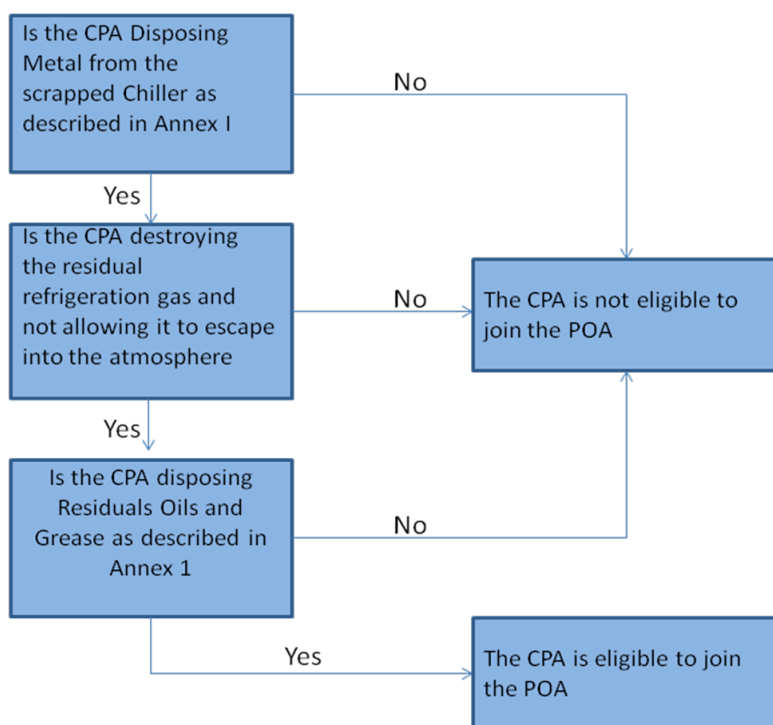 Is the CPA Disposing
Metal from the
scrapped Chiller as
described in Annex I
No
Yes
Is the CPA destroying
the residual
refrigeration gas and
not allowing it to escape
into the atmosphere
No
The CPA is not eligible to
join the POA
Yes
Is the CPA disposing
Residuals Oils and
Grease as described in
Annex 1
No
Yes
The CPA is eligible to join
the POA